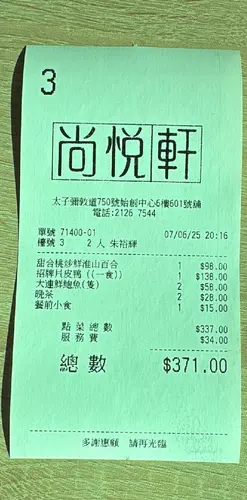 3
尚悅軒
太子彌敦道750號始創中心6樓601號舖
電話:2126 7544
單號 71400-01 07/06/25 20:16
檯號 3 2 人 朱裕輝
甜合桃炒鮮淮山百合 1 $98.00
招牌片皮鴨 ((一食)) 1 $138.00
大連鮮鮑魚(隻) 2 $58.00
晚茶 2 $28.00
餐前小食 1 $15.00
點菜總數 $337.00
服務費 $34.00
總數 $371.00
多謝惠顧 請再光臨